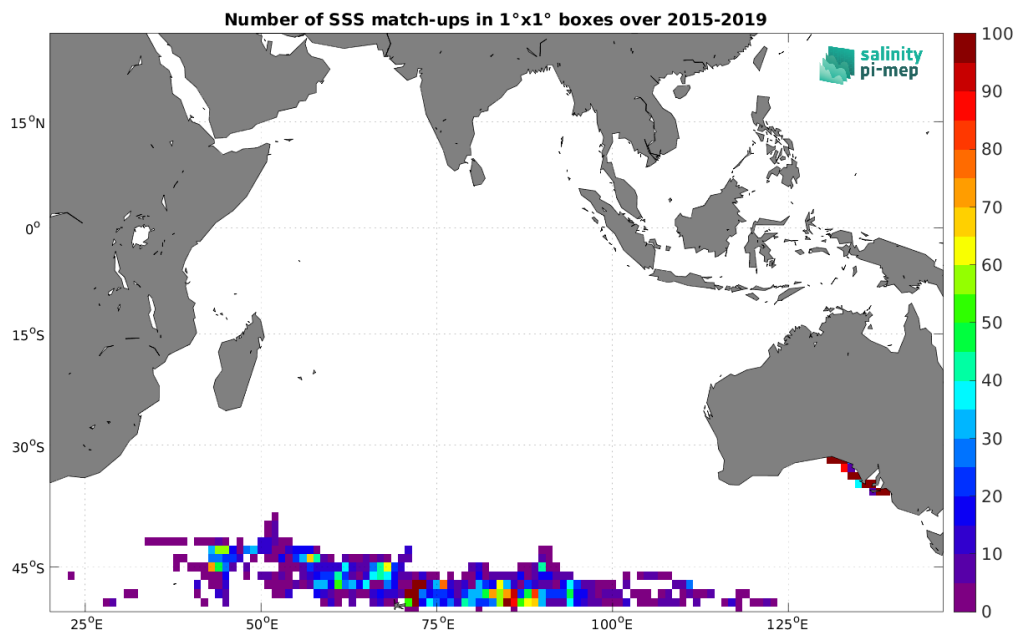 Number of SSS match-ups in 1°x1° boxes over 2015-2019
salinity
pi-mep
100
90
80
70
60
50
40
30
20
10
0
15°N
0°
15°S
30°S
45°S
25°E
50°E
75°E
100°E
125°E